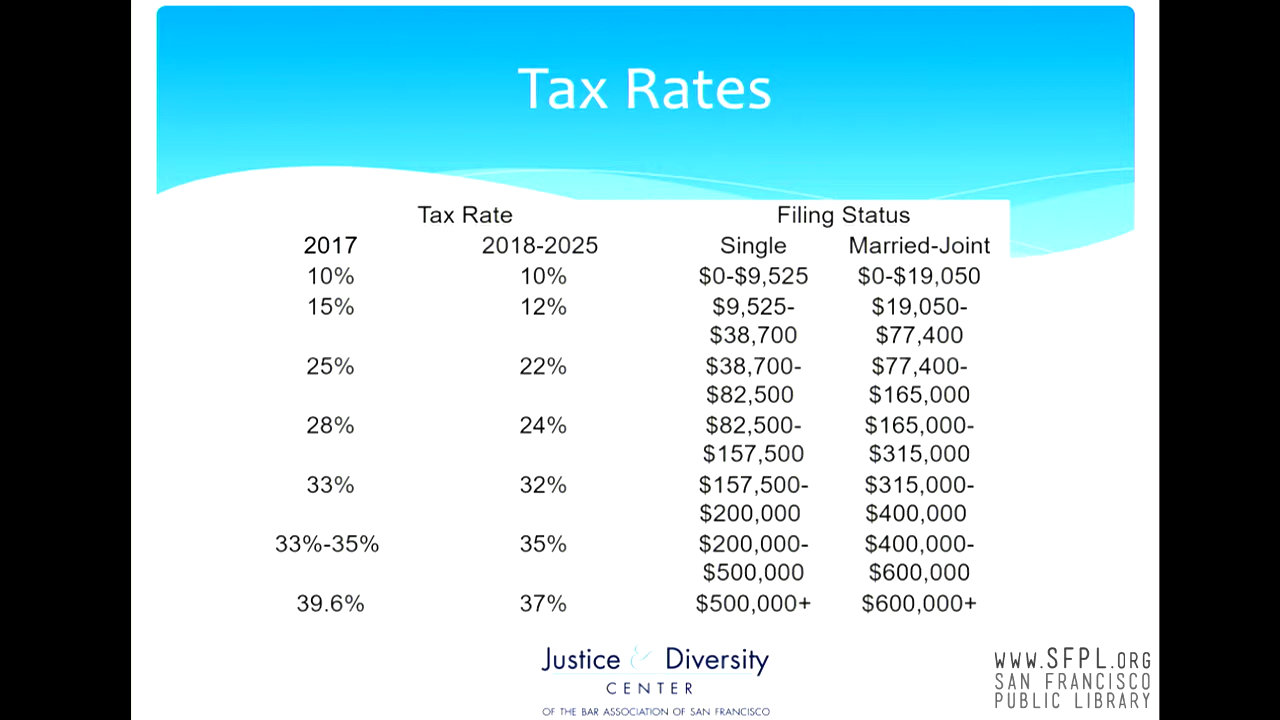 Tax Rates
Tax Rate Filing Status
2017 2018-2025 Single Married-Joint
10% 10% $0-$9,525 $0-$19,050
15% 12% $9,525- $19,050-
$38,700 $77,400
25% 22% $38,700- $77,400-
$82,500 $165,000
28% 24% $82,500- $165,000-
$157,500 $315,000
33% 32% $157,500- $315,000-
$200,000 $400,000
33%-35% 35% $200,000- $400,000-
$500,000 $600,000
39.6% 37% $500,000+ $600,000+
Justice & Diversity
CENTER
OF THE BAR ASSOCIATION OF SAN FRANCISCO
WWW.SFPL.ORG
SAN FRANCISCO
PUBLIC LIBRARY